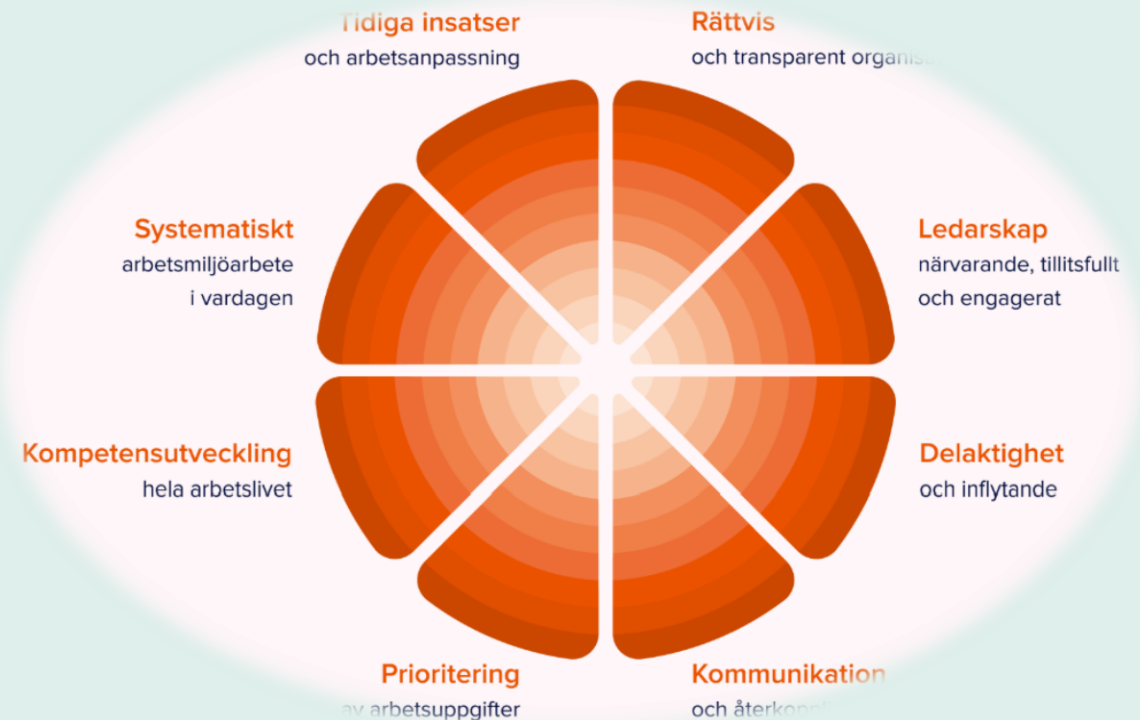 Tidiga insatser
och arbetsanpassning
Rättvis
och transparent
Systematiskt
arbetsmiljöarbete
i vardagen
Ledarskap
närvarande, tillitsfullt
och engagerat
Kompetensutveckling
hela arbetslivet
Delaktighet
och inflytande
Prioritering
av arbetsuppgifter
Kommunikation
och